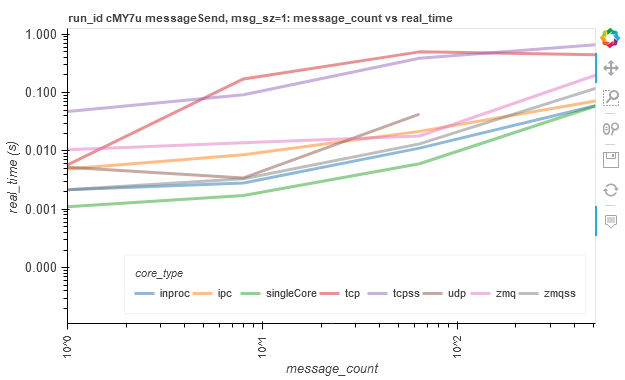 run_id cMY7u messageSend, msg_sz=1: message_count vs real_time
1.000
0.100
0.010
0.001
0.000
real_time (s)
core_type
inproc ipc singleCore tcp tcpss udp zmq zmqss
10^0 10^1 10^2
message_count